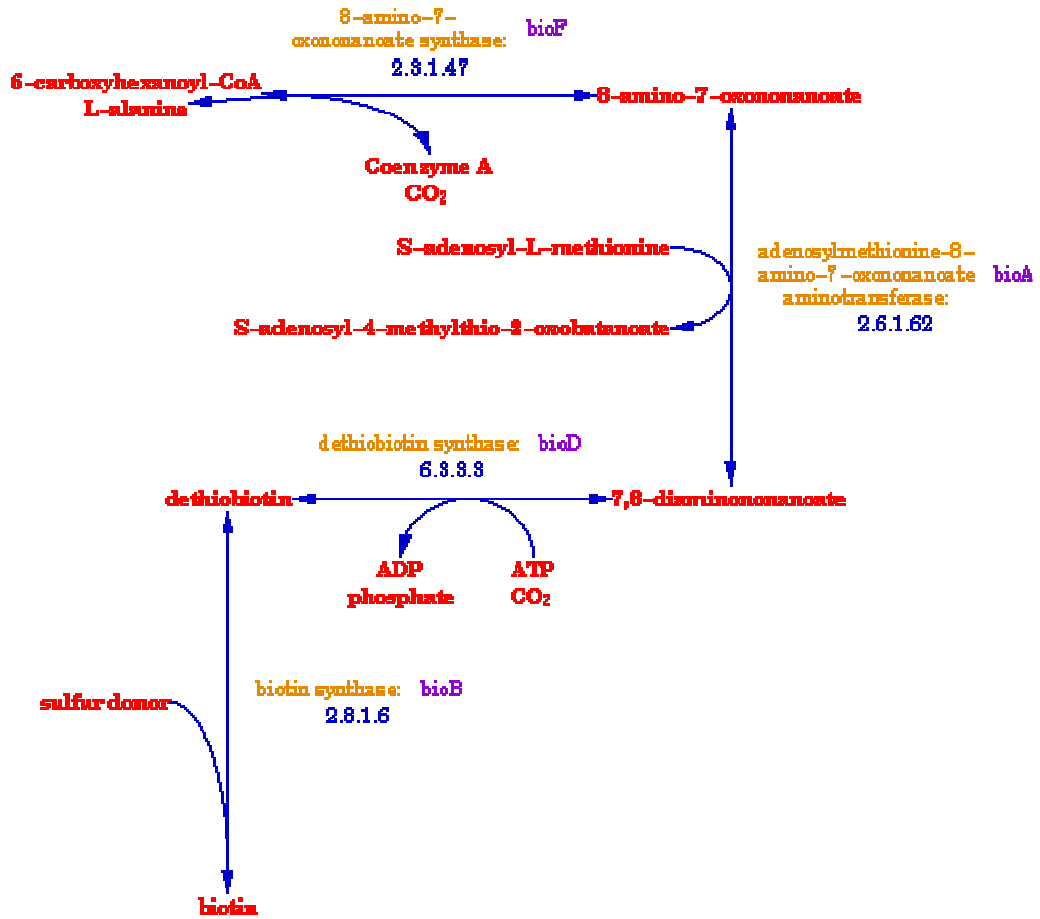 8-amino-7-
oxononanoate synthase: bioF
2.3.1.47
6-carboxyhexanoyl-CoA
L-alanine
8-amino-7-oxononanoate
Coenzyme A
CO₂
S-adenosyl-L-methionine
adenosylmethionine-8-
amino-7-oxononanoate bioA
aminotransferase:
2.6.1.62
S-adenosyl-4-methylthio-2-oxobutanoate
dethiobiotin synthase: bioD
6.3.3.3
dethiobiotin
7,8-diaminononanoate
ADP
phosphate
ATP
CO₂
biotin synthase: bioB
2.8.1.6
sulfur donor
biotin